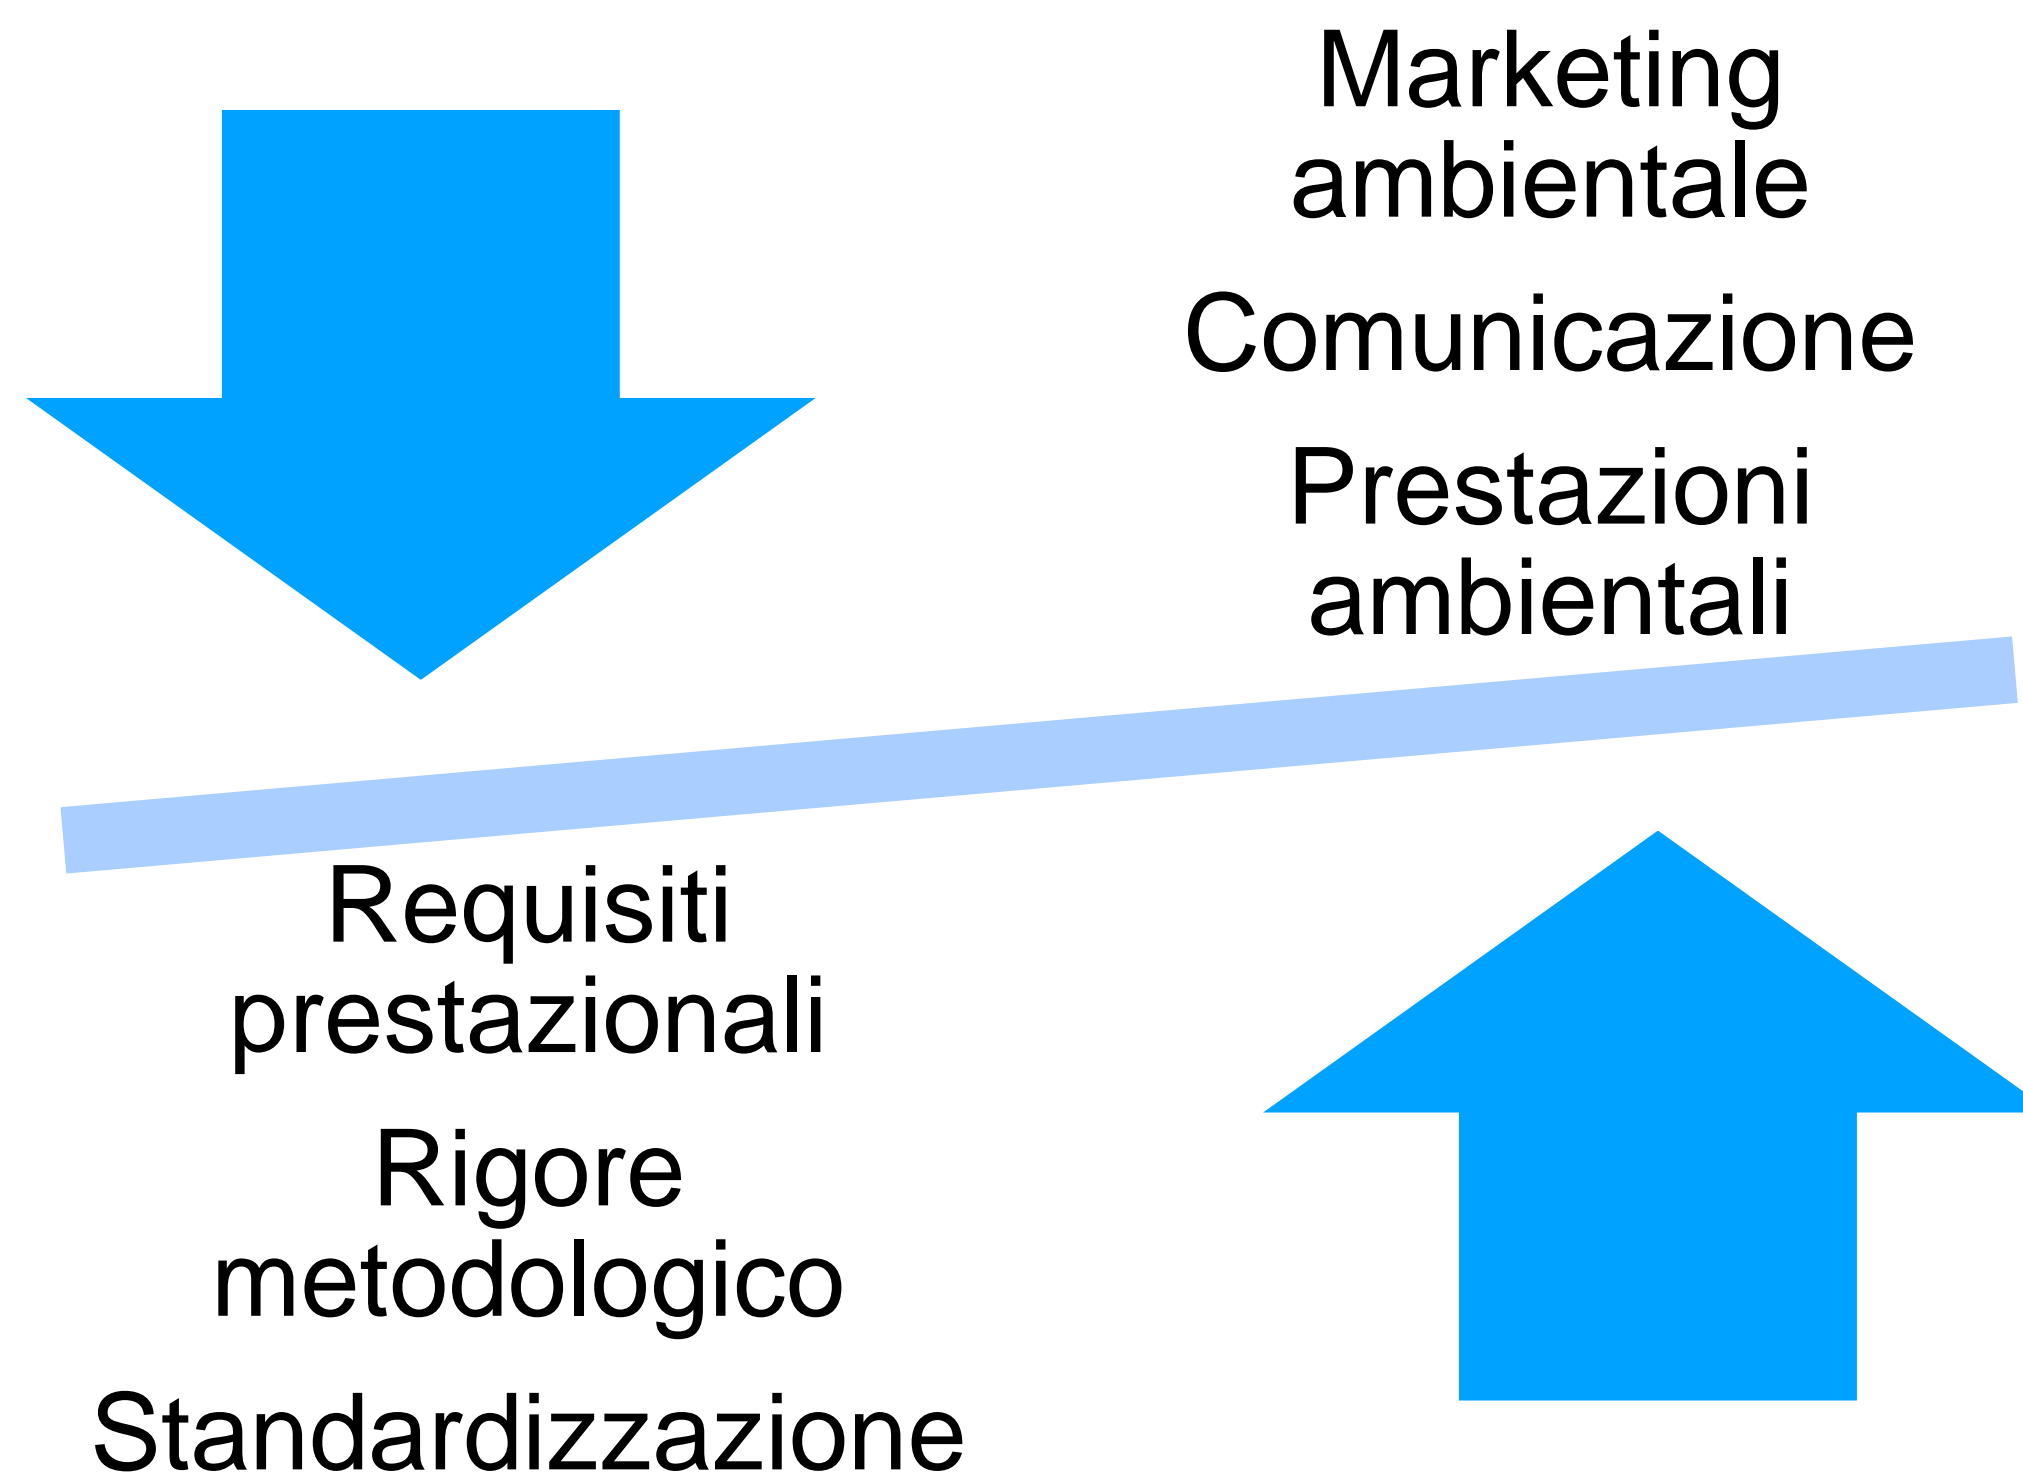 Marketing
ambientale
Comunicazione
Prestazioni
ambientali
Requisiti
prestazionali
Rigore
metodologico
Standardizzazione